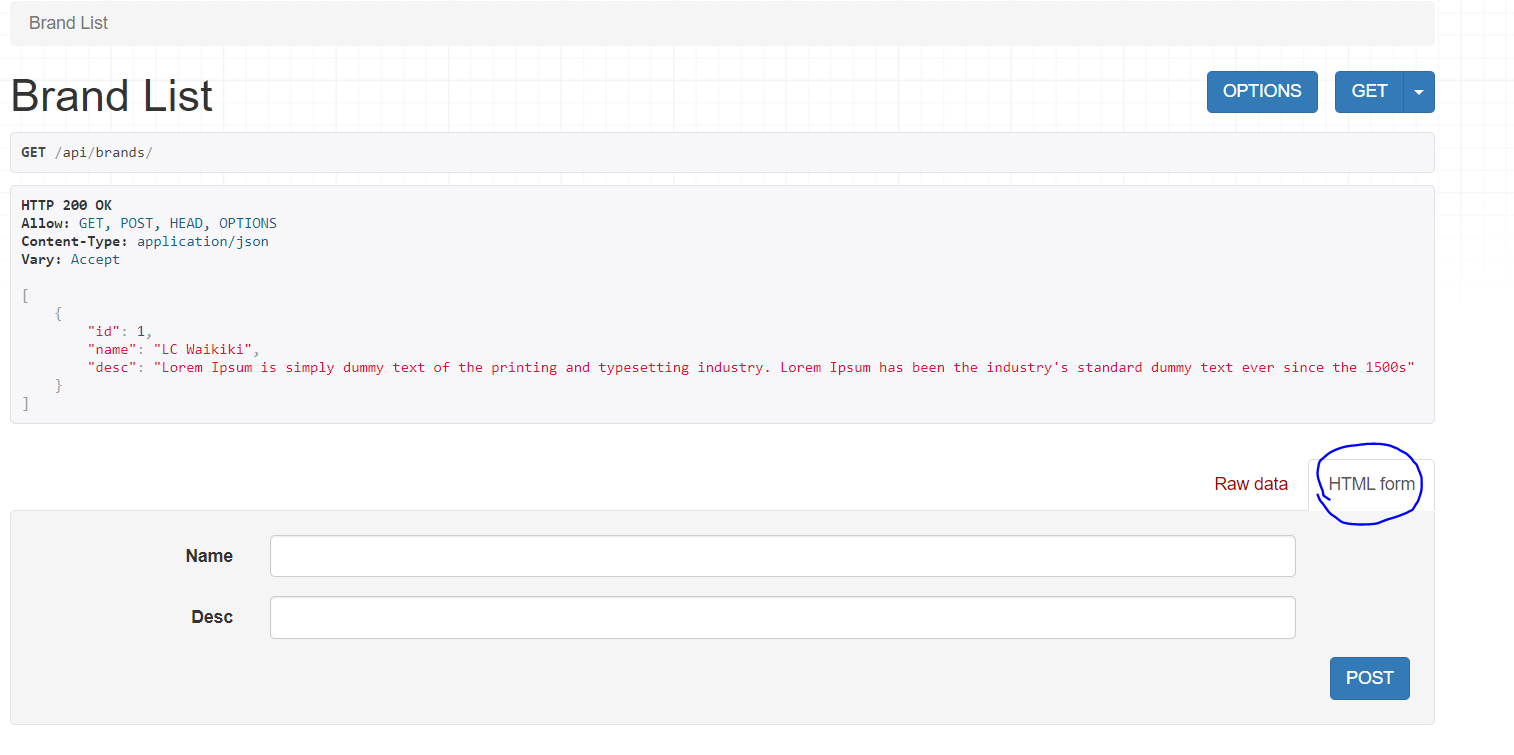 Brand List
Brand List
OPTIONS
GET
GET /api/brands/
HTTP 200 OK
Allow: GET, POST, HEAD, OPTIONS
Content-Type: application/json
Vary: Accept
[
    {
        "id": 1,
        "name": "LC Waikiki",
        "desc": "Lorem Ipsum is simply dummy text of the printing and typesetting industry. Lorem Ipsum has been the industry's standard dummy text ever since the 1500s"
    }
]
Raw data
HTML form
Name
Desc
POST